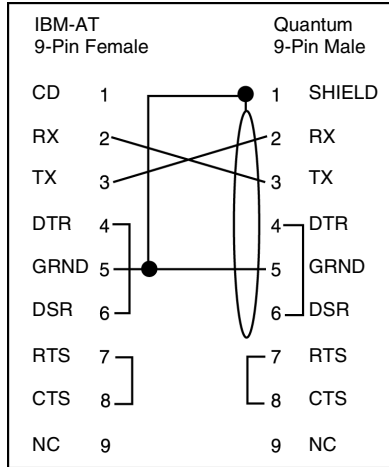 IBM-AT Quantum
9-Pin Female 9-Pin Male
CD 1 1 SHIELD
RX 2 2 RX
TX 3 3 TX
DTR 4 4 DTR
GRND 5 5 GRND
DSR 6 6 DSR
RTS 7 7 RTS
CTS 8 8 CTS
NC 9 9 NC